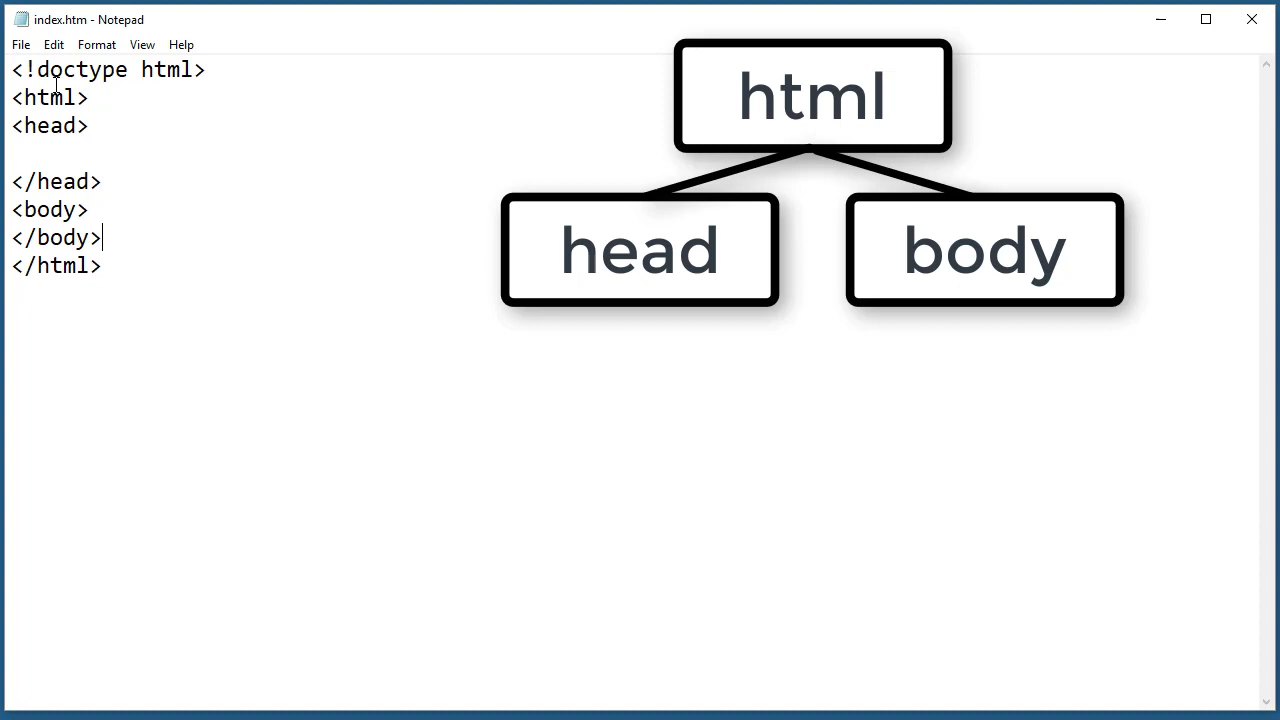 index.htm - Notepad
File Edit Format View Help
<!doctype html>
<html>
<head>
</head>
<body>
</body>
</html>
html
head body